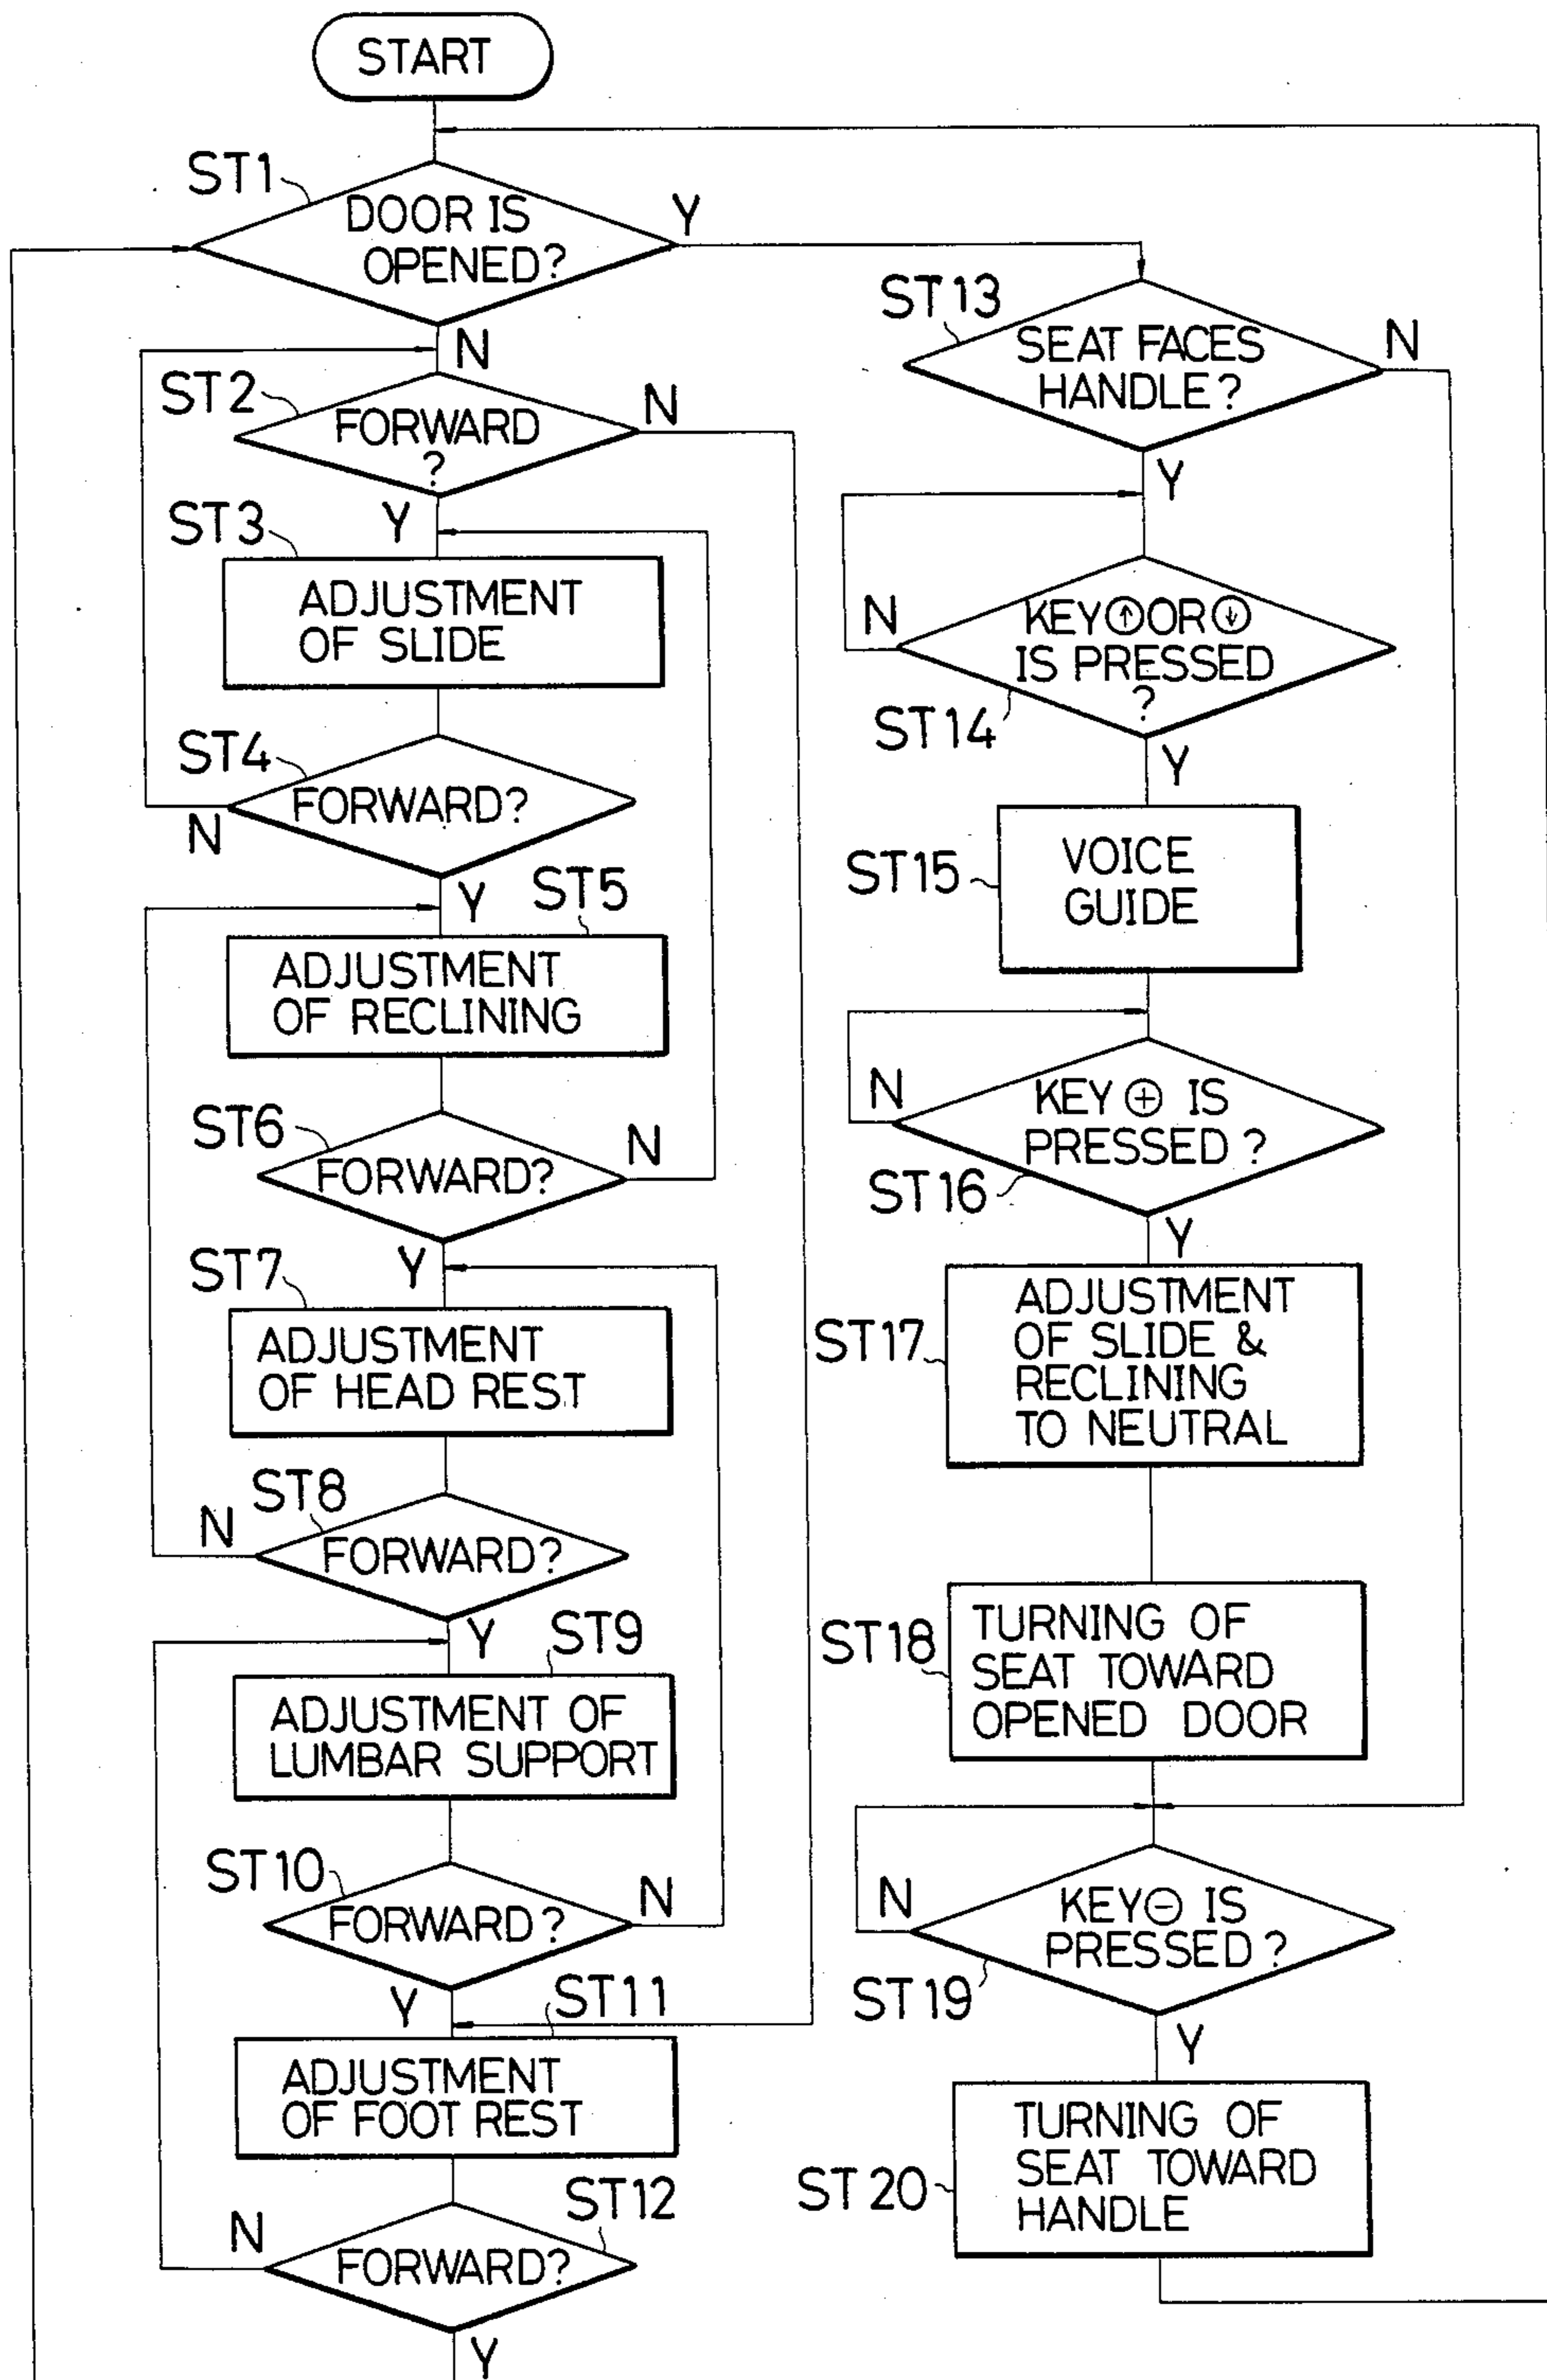 START
ST1
DOOR IS
OPENED?
Y
N
ST2
FORWARD
?
N
Y
ST3
ADJUSTMENT
OF SLIDE
ST4
FORWARD?
N
Y
ST5
ADJUSTMENT
OF RECLINING
ST6
FORWARD?
N
Y
ST7
ADJUSTMENT
OF HEAD REST
ST8
FORWARD?
N
Y
ST9
ADJUSTMENT OF
LUMBAR SUPPORT
ST10
FORWARD?
N
Y
ST11
ADJUSTMENT
OF FOOT REST
ST12
FORWARD?
N
Y
ST13
SEAT FACES
HANDLE?
N
Y
KEY↑OR↓
IS PRESSED
?
N
ST14
Y
ST15
VOICE
GUIDE
KEY⊕ IS
PRESSED?
N
ST16
Y
ST17
ADJUSTMENT
OF SLIDE &
RECLINING
TO NEUTRAL
ST18
TURNING OF
SEAT TOWARD
OPENED DOOR
KEY⊖ IS
PRESSED?
N
ST19
Y
ST20
TURNING OF
SEAT TOWARD
HANDLE